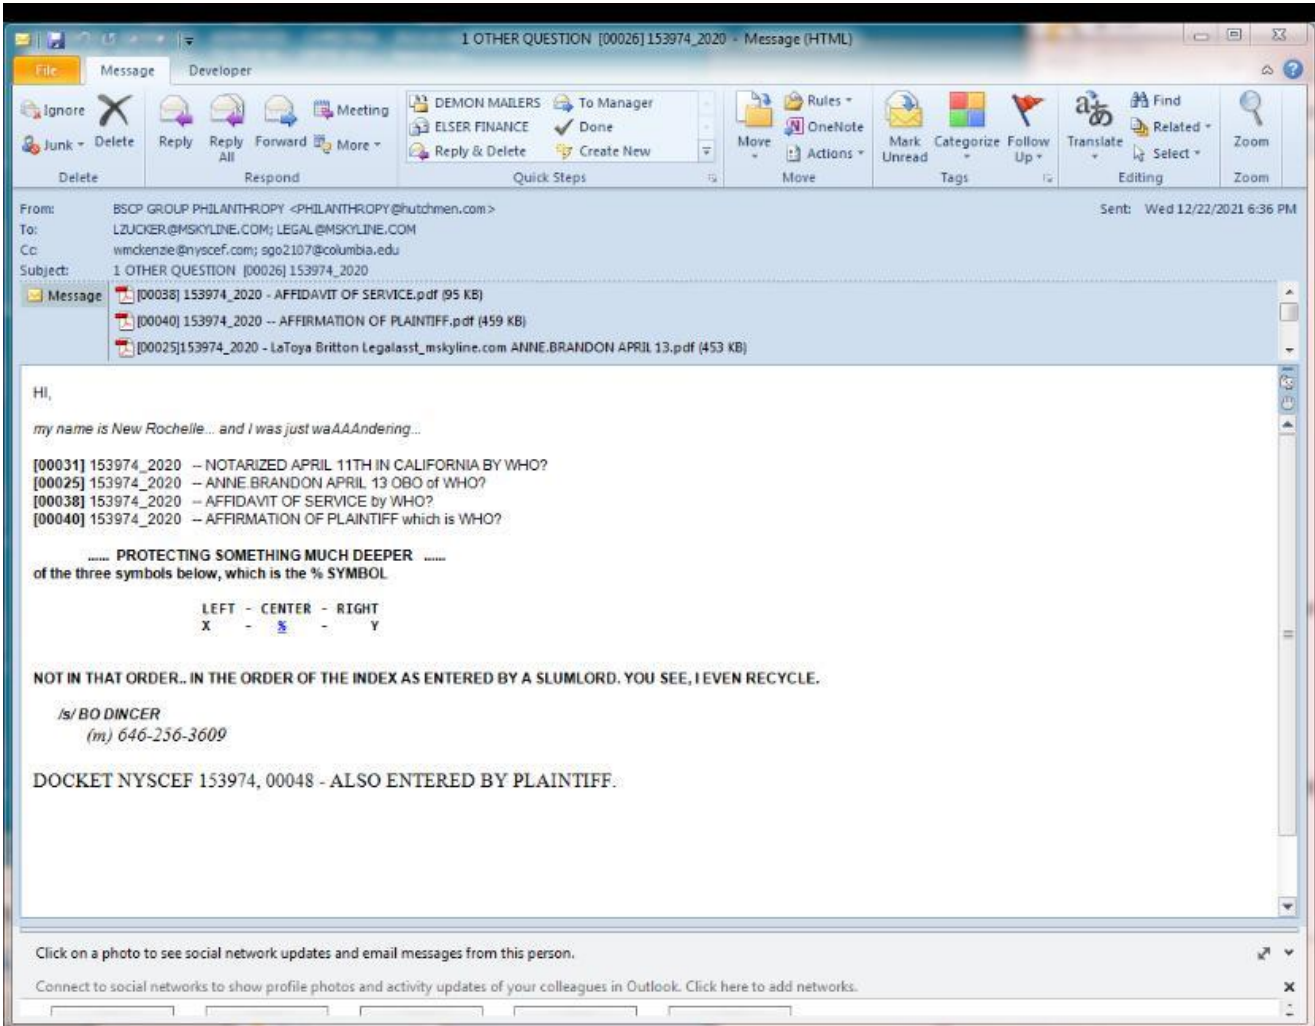 1 OTHER QUESTION [00026] 153974_2020 - Message (HTML)
File Message Developer
Ignore
Junk
Delete
Reply
Reply All
Forward
Meeting
More
DEMON MAILERS
ELSER FINANCE
Reply & Delete
To Manager
Done
Create New
Move
Rules
OneNote
Actions
Mark Unread
Categorize
Follow Up
Translate
Find
Related
Select
Zoom
Delete Respond Quick Steps Move Tags Editing Zoom
From: BSCP GROUP PHILANTHROPY <PHILANTHROPY@hutchmen.com> Sent: Wed 12/22/2021 6:36 PM
To: LZUCKER@MSKYLINE.COM; LEGAL@MSKYLINE.COM
Cc: wmckenzie@nyscef.com; sgo2107@columbia.edu
Subject: 1 OTHER QUESTION [00026] 153974_2020
Message [00038] 153974_2020 - AFFIDAVIT OF SERVICE.pdf (95 KB)
[00040] 153974_2020 -- AFFIRMATION OF PLAINTIFF.pdf (459 KB)
[00025]153974_2020 - LaToya Britton Legalasst_mskyline.com ANNE.BRANDON APRIL 13.pdf (453 KB)
HI,
my name is New Rochelle... and I was just waAAAndering...
[00031] 153974_2020 -- NOTARIZED APRIL 11TH IN CALIFORNIA BY WHO?
[00025] 153974_2020 -- ANNE.BRANDON APRIL 13 OBO of WHO?
[00038] 153974_2020 -- AFFIDAVIT OF SERVICE by WHO?
[00040] 153974_2020 -- AFFIRMATION OF PLAINTIFF which is WHO?
...... PROTECTING SOMETHING MUCH DEEPER ......
of the three symbols below, which is the % SYMBOL
LEFT - CENTER - RIGHT
X - % - Y
NOT IN THAT ORDER.. IN THE ORDER OF THE INDEX AS ENTERED BY A SLUMLORD. YOU SEE, I EVEN RECYCLE.
/s/ BO DINCER
(m) 646-256-3609
DOCKET NYSCEF 153974, 00048 - ALSO ENTERED BY PLAINTIFF.
Click on a photo to see social network updates and email messages from this person.
Connect to social networks to show profile photos and activity updates of your colleagues in Outlook. Click here to add networks.